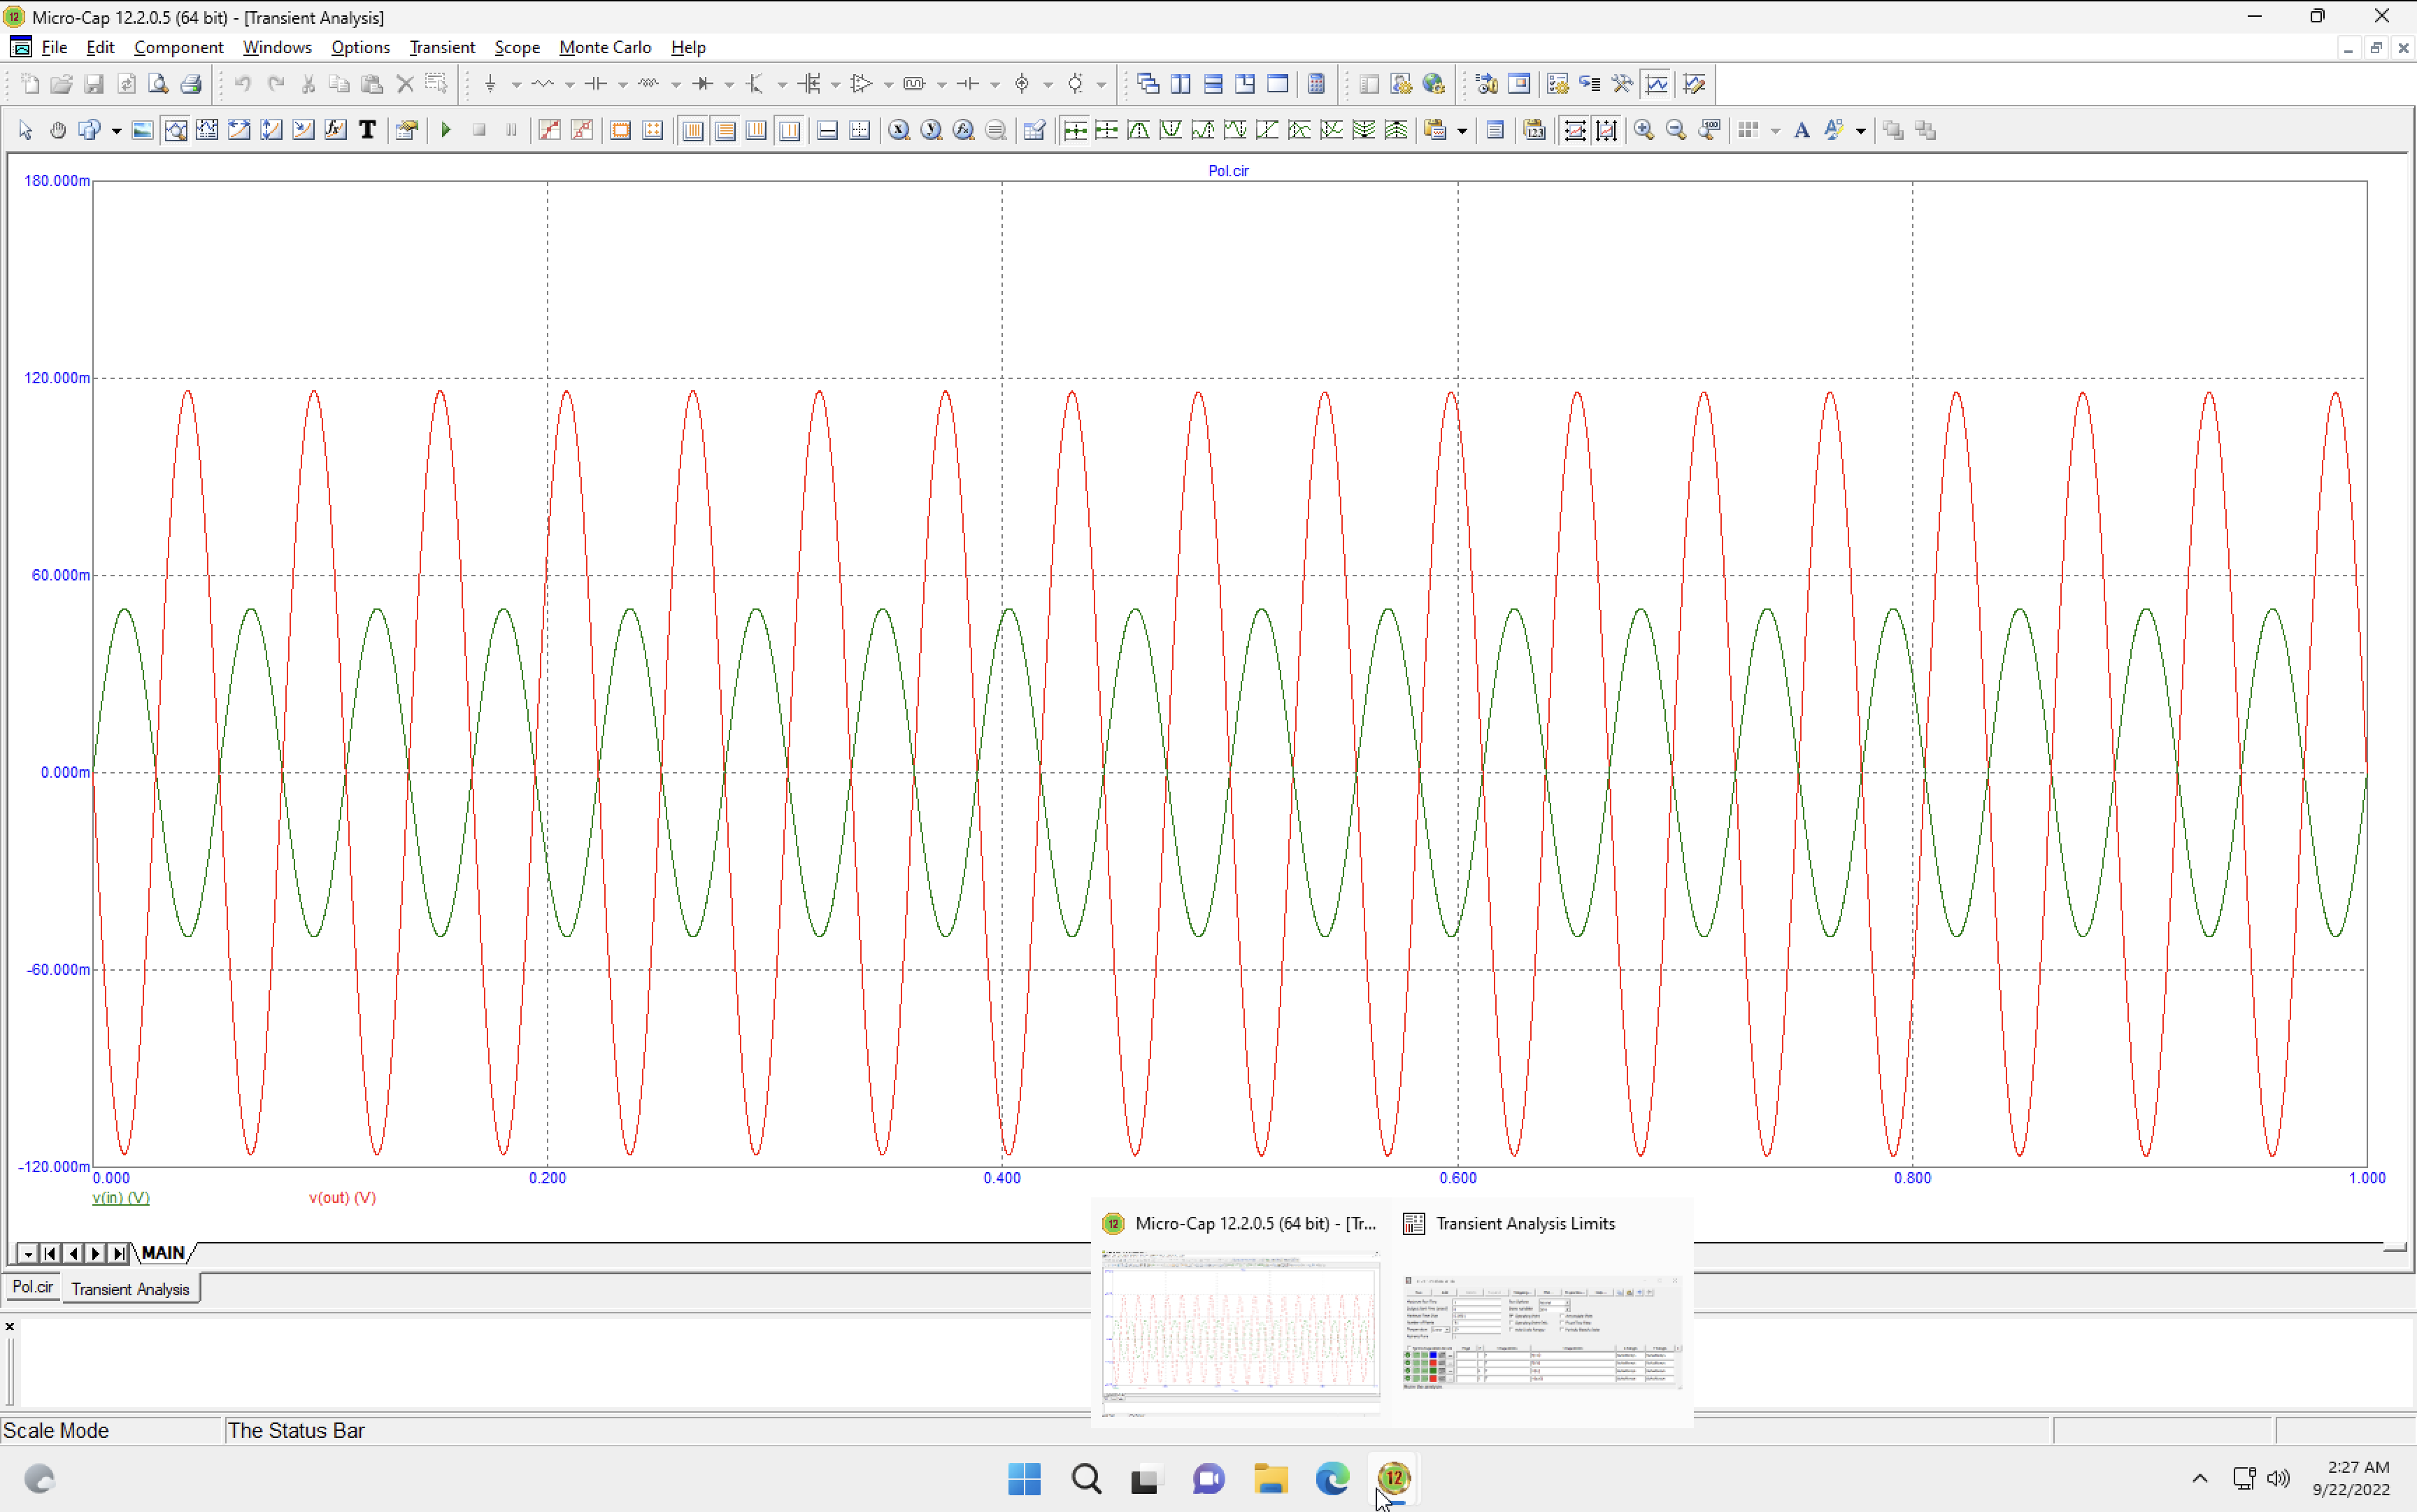 Micro-Cap 12.2.0.5 (64 bit) - [Transient Analysis]
File Edit Component Windows Options Transient Scope Monte Carlo Help
Pol.cir
180.000m
120.000m
60.000m
0.000m
-60.000m
-120.000m
0.000 0.200 0.400 0.600 0.800 1.000
v(in) (V) v(out) (V)
Micro-Cap 12.2.0.5 (64 bit) - [Tr... Transient Analysis Limits
MAIN
Pol.cir Transient Analysis
Scale Mode The Status Bar
12
2:27 AM
9/22/2022